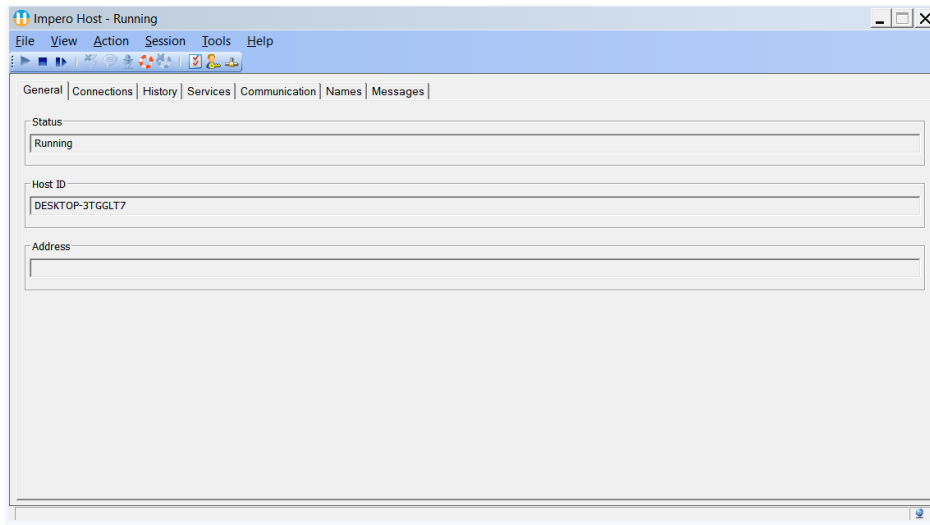 Impero Host - Running
File View Action Session Tools Help
General Connections History Services Communication Names Messages
Status
Running
Host ID
DESKTOP-3TGGLT7
Address